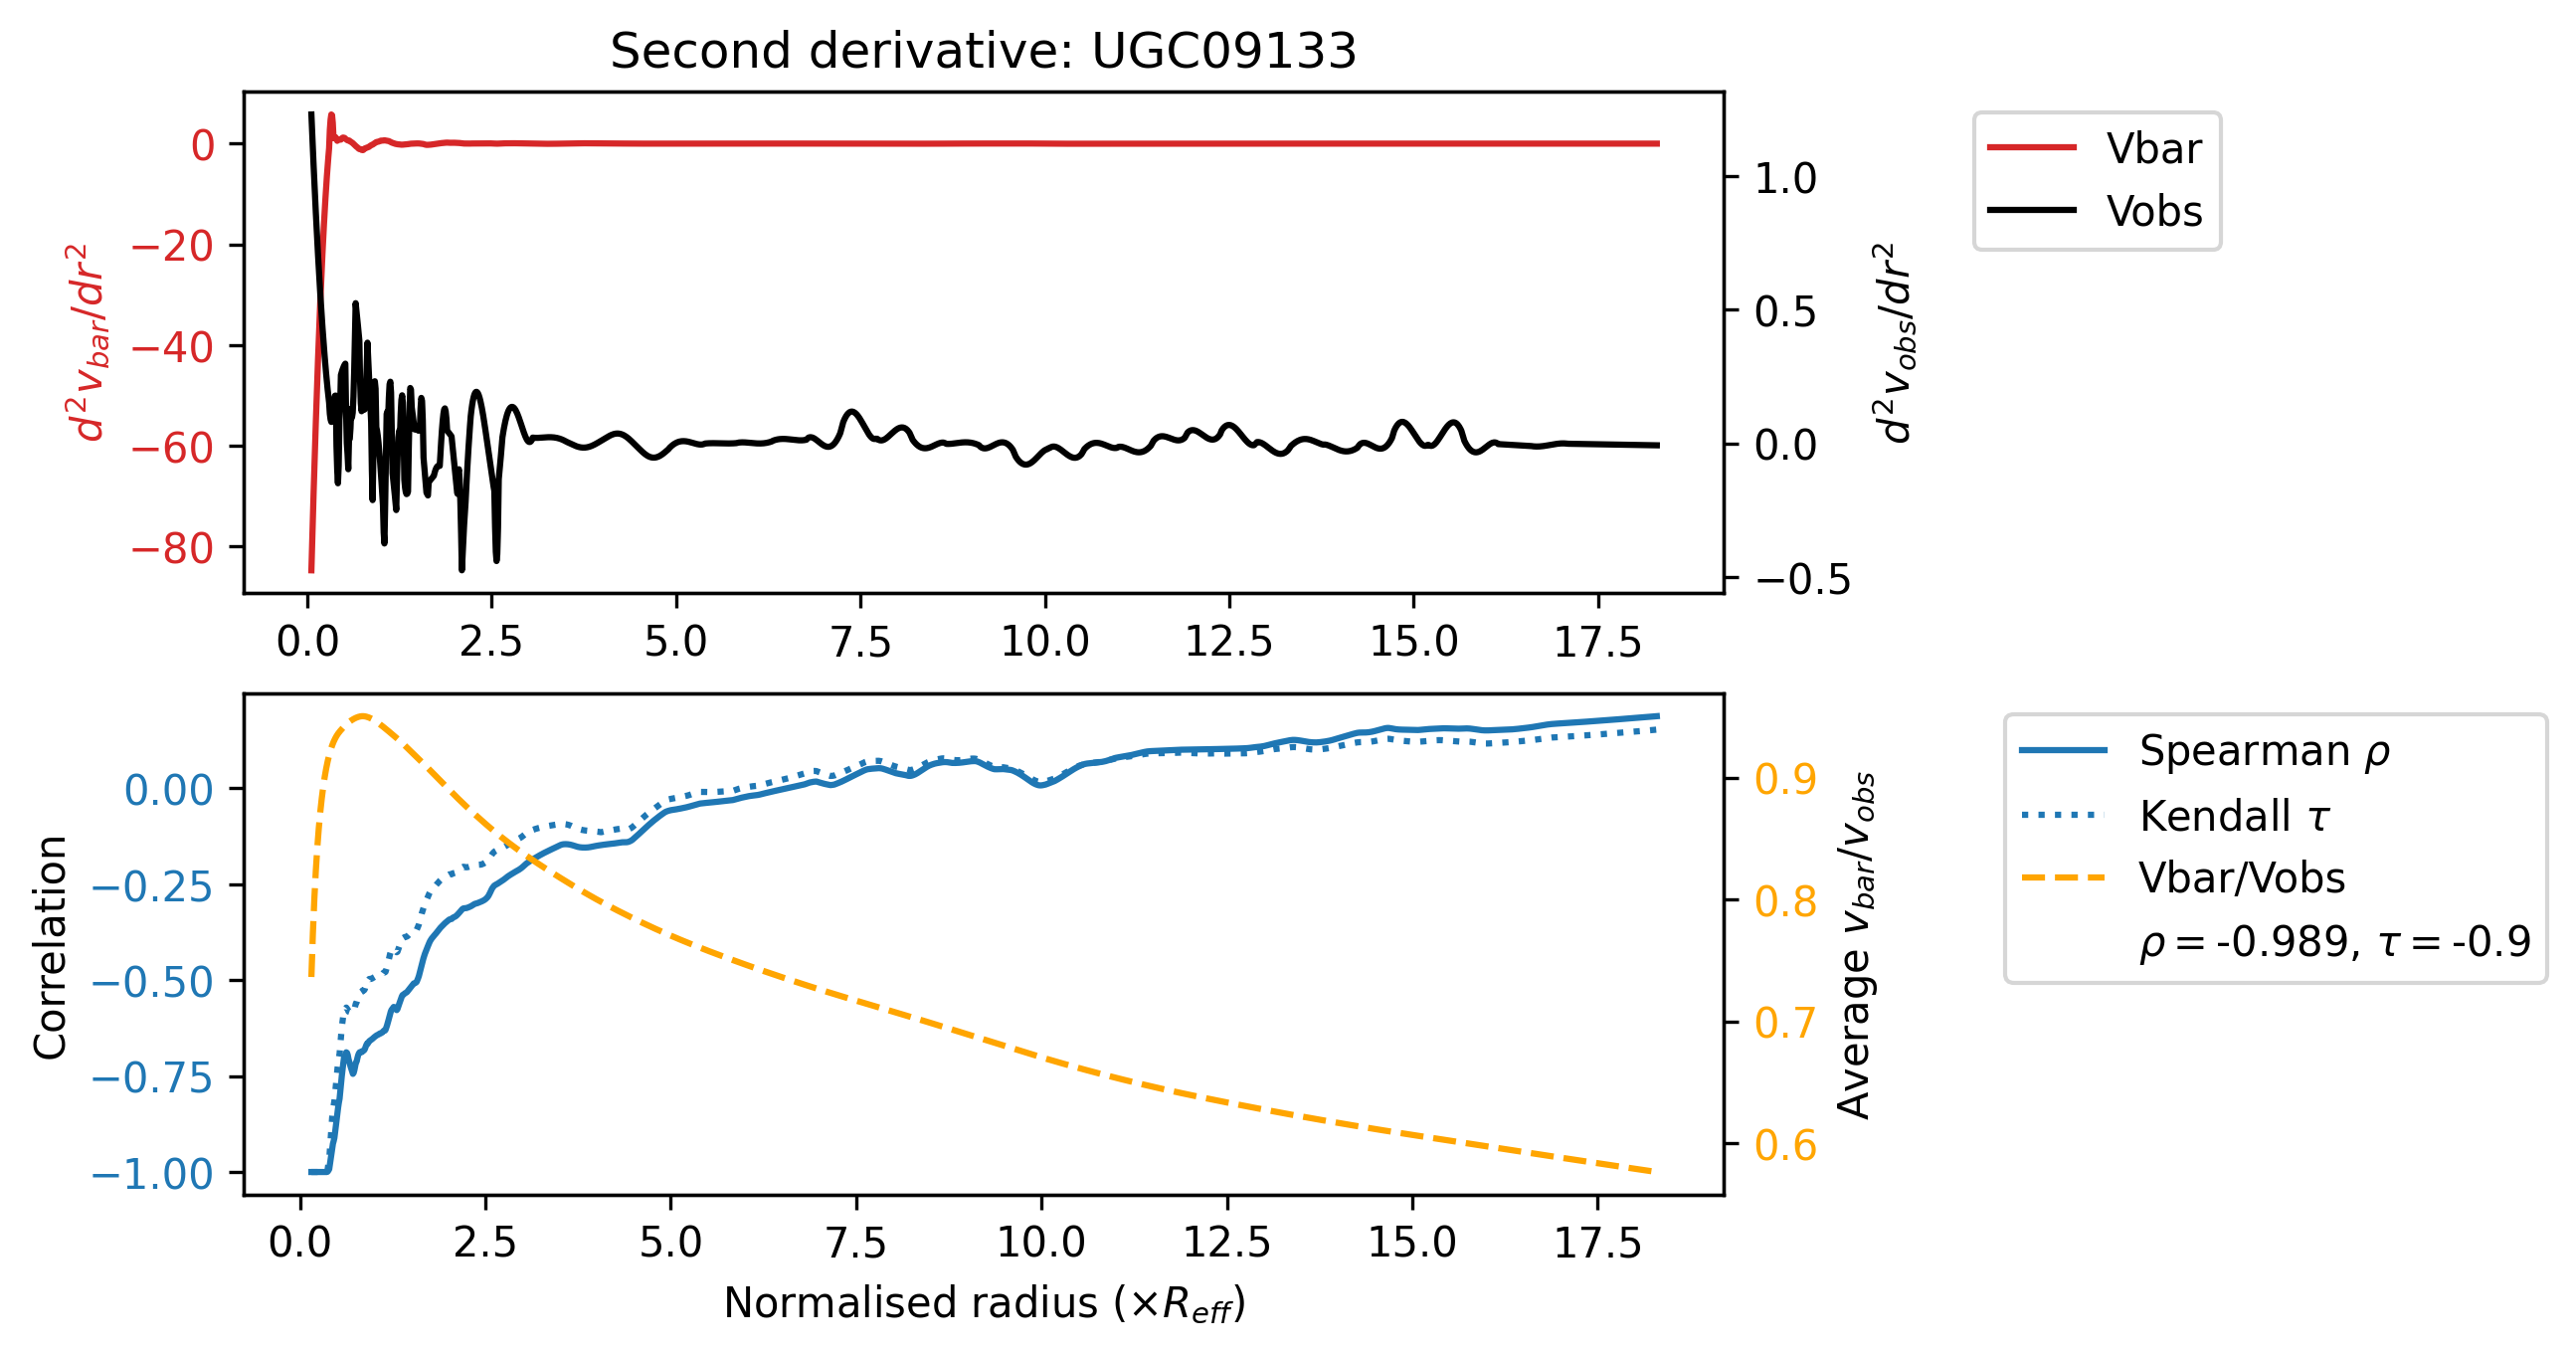 Second derivative: UGC09133
d²v_bar/dr²
0
−20
−40
−60
−80
1.0
0.5
0.0
−0.5
d²v_obs/dr²
Vbar
Vobs
0.0 2.5 5.0 7.5 10.0 12.5 15.0 17.5
Correlation
0.00
−0.25
−0.50
−0.75
−1.00
0.9
0.8
0.7
0.6
Average v_bar/v_obs
Spearman ρ
Kendall τ
Vbar/Vobs
ρ = -0.989, τ = -0.9
0.0 2.5 5.0 7.5 10.0 12.5 15.0 17.5
Normalised radius (×R_eff)